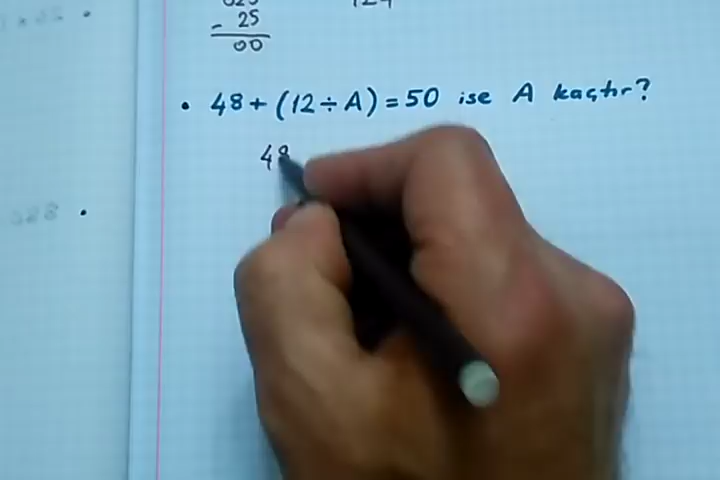 - 25
00
• 48 + (12 ÷ A) = 50 ise A kaçtır?
48